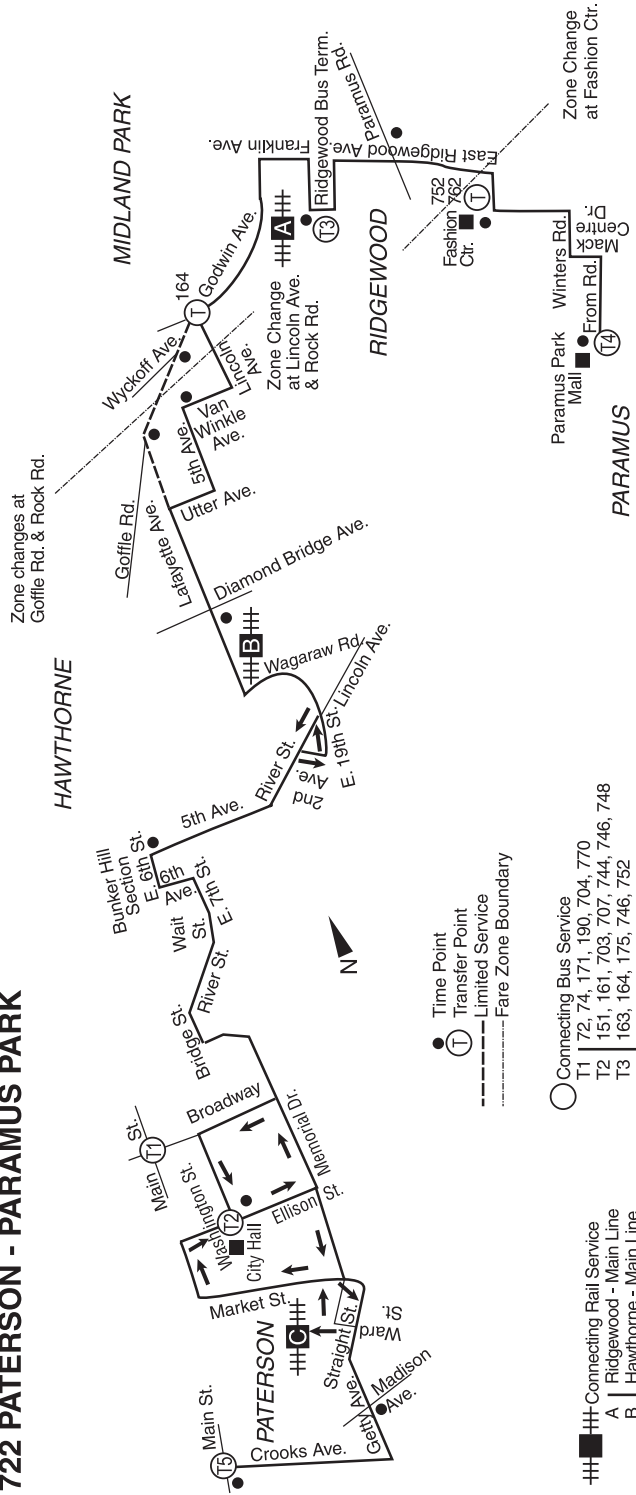 722 PATERSON - PARAMUS PARK
Main St.
T5
Crooks Ave.
Getty Ave.
Madison
Ave.
PATERSON
C
Straight St.
Ward
St.
Market St.
City Hall
T2
Washington St.
Ellison St.
Memorial Dr.
Broadway
Main St.
T1
Bridge St.
River St.
Wait
St.
E. 7th St.
6th
Ave.
E. 6th St.
Bunker Hill
Section
5th Ave.
River St.
2nd
Ave.
E. 19th St.
Lincoln Ave.
Wagaraw Rd.
HAWTHORNE
B
Diamond Bridge Ave.
Lafayette Ave.
Utter Ave.
5th Ave.
Van
Winkle
Ave.
Lincoln
Ave.
Goffle Rd.
Wyckoff Ave.
Zone changes at
Goffle Rd. & Rock Rd.
T
164
Godwin Ave.
MIDLAND PARK
Zone Change
at Lincoln Ave.
& Rock Rd.
A
T3
Franklin Ave.
Ridgewood Bus Term.
RIDGEWOOD
Paramus Rd.
East Ridgewood Ave.
Fashion
Ctr.
752
762
T
Zone Change
at Fashion Ctr.
Winters Rd.
Mack
Centre
Dr.
From Rd.
Paramus Park
Mall
T4
PARAMUS
N
Time Point
T Transfer Point
Limited Service
Fare Zone Boundary
Connecting Bus Service
T1 72, 74, 171, 190, 704, 770
T2 151, 161, 703, 707, 744, 746, 748
T3 163, 164, 175, 746, 752
Connecting Rail Service
A Ridgewood - Main Line
B Hawthorne - Main Line